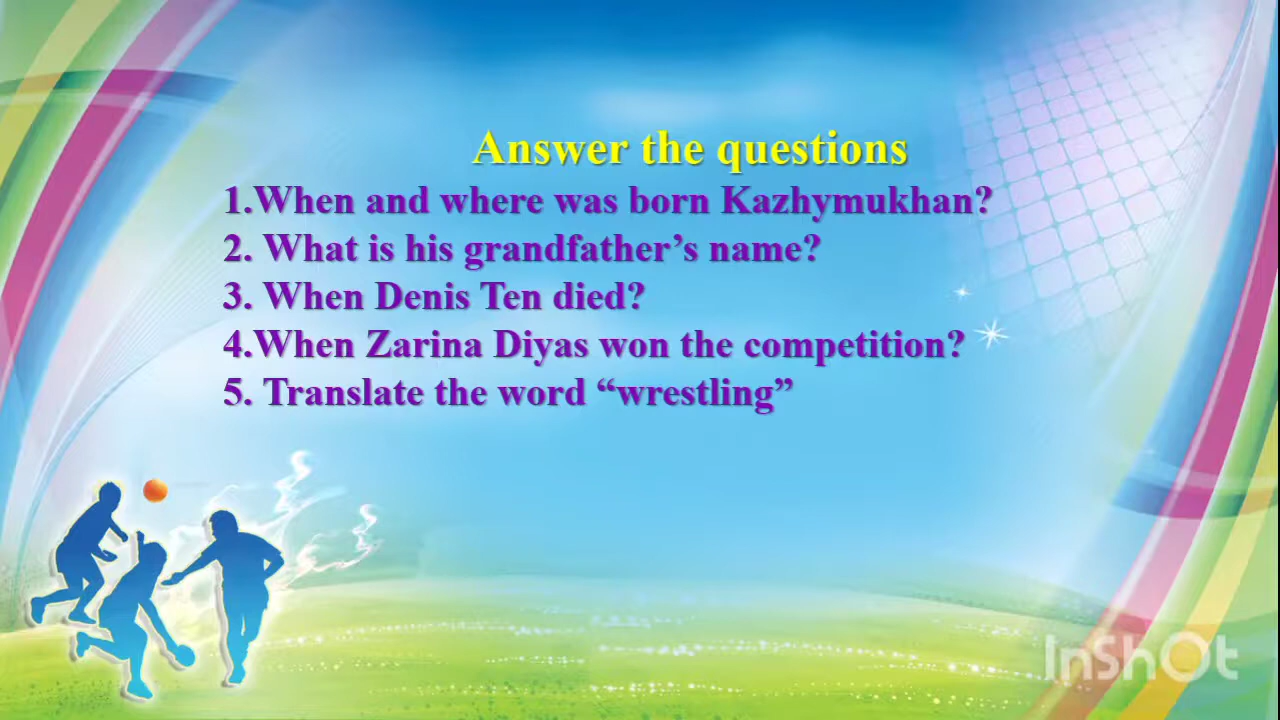 Answer the questions
1.When and where was born Kazhymukhan?
2. What is his grandfather’s name?
3. When Denis Ten died?
4.When Zarina Diyas won the competition?
5. Translate the word “wrestling”
InShOt